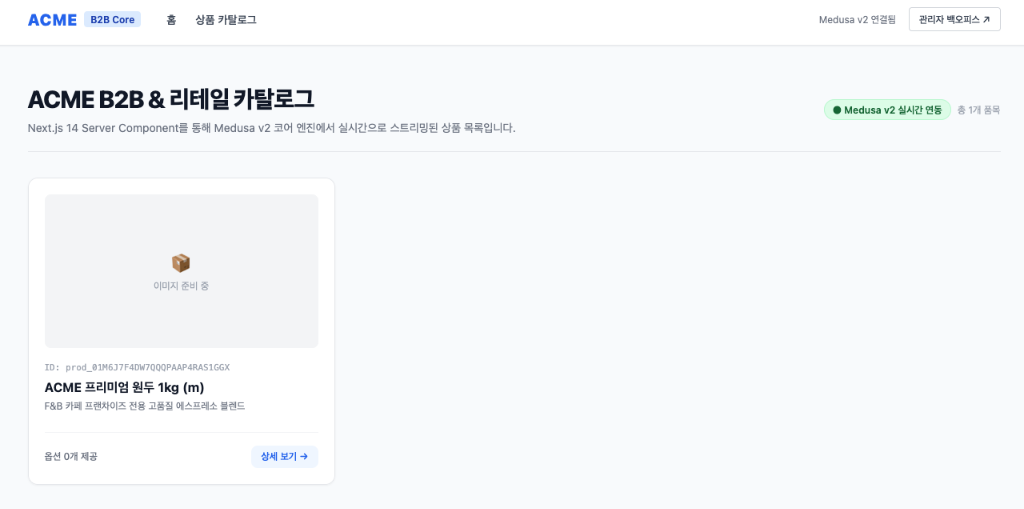 ACME B2B Core 홈 상품 카탈로그 Medusa v2 연결됨 관리자 백오피스 ↗
ACME B2B & 리테일 카탈로그
Next.js 14 Server Component를 통해 Medusa v2 코어 엔진에서 실시간으로 스트리밍된 상품 목록입니다.
● Medusa v2 실시간 연동 총 1개 품목
이미지 준비 중
ID: prod_01M6J7F4DW7QQQPAAP4RAS1GGX
ACME 프리미엄 원두 1kg (m)
F&B 카페 프랜차이즈 전용 고품질 에스프레소 블렌드
옵션 0개 제공 상세 보기 →